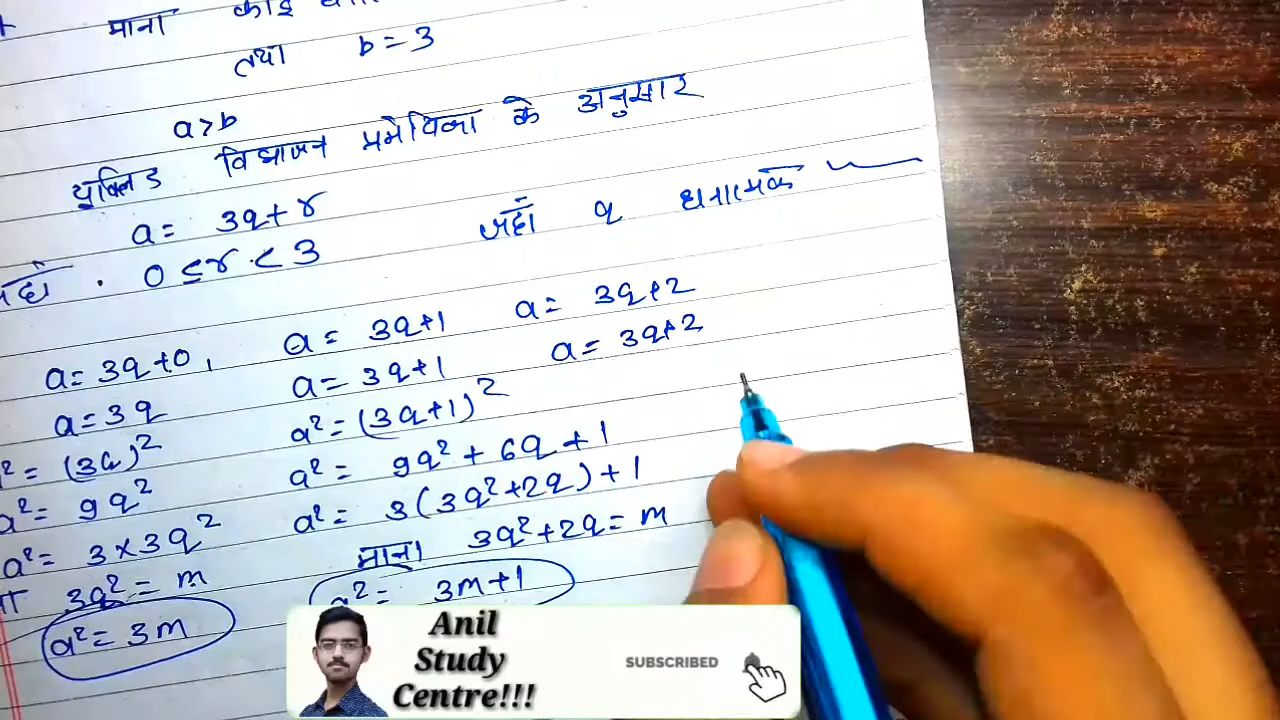 माना कोई
तथा b = 3
a > b
युक्लिड विभाजन प्रमेयिका के अनुसार
a = 3q + r जहाँ q धनात्मक
जहाँ . 0 ≤ r < 3
a = 3q + 0 , a = 3q+1 a = 3q+2
a = 3q a = 3q+1 a = 3q+2
a² = (3q)² a² = (3q+1)²
a² = 9q² a² = 9q² + 6q + 1
a² = 3 × 3q² a² = 3(3q²+2q) + 1
3q² = m माना 3q²+2q = m
a² = 3m a² = 3m+1
Anil
Study
Centre!!!
SUBSCRIBED